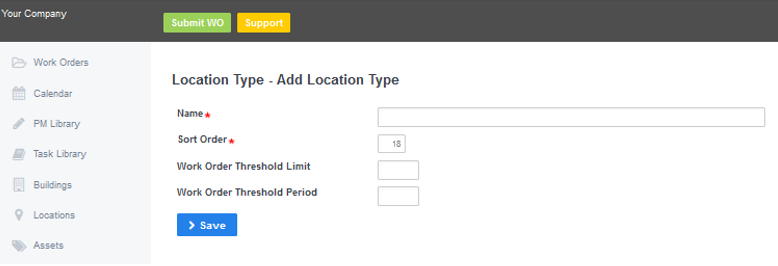 Your Company
Submit WO Support
Work Orders
Calendar
PM Library
Task Library
Buildings
Locations
Assets
Location Type - Add Location Type
Name *
Sort Order * 18
Work Order Threshold Limit
Work Order Threshold Period
Save